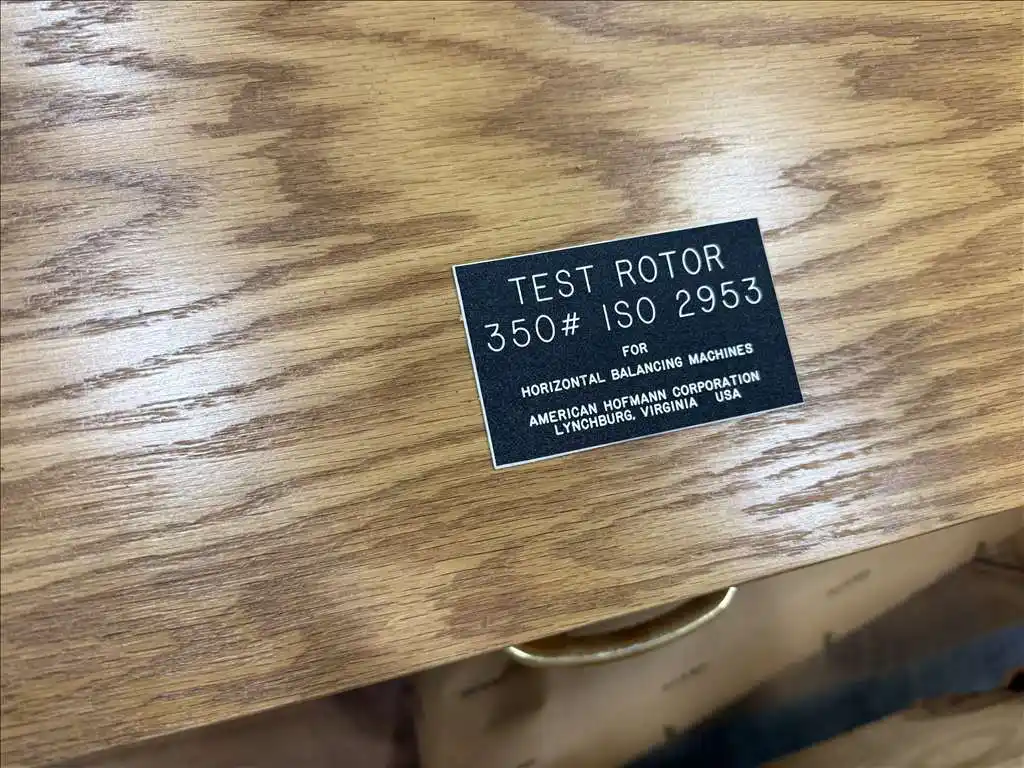 TEST ROTOR
350# ISO 2953
FOR
HORIZONTAL BALANCING MACHINES
AMERICAN HOFMANN CORPORATION
LYNCHBURG, VIRGINIA USA